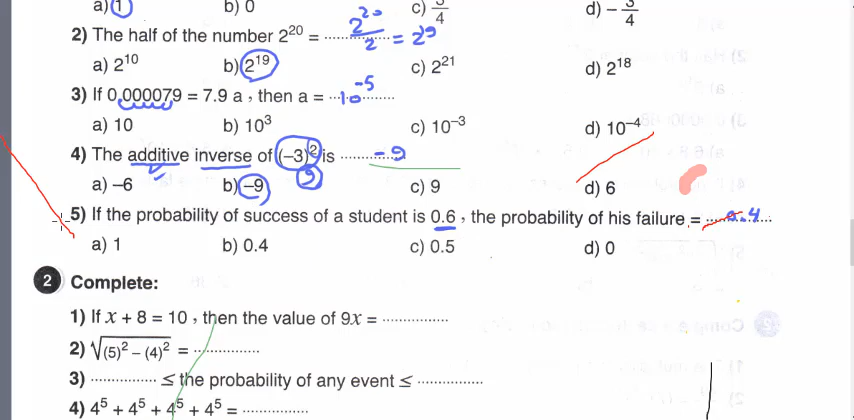 a) 1 b) 0 c) 3/4 d) – 3/4
2) The half of the number 2²⁰ = ........ 2²⁰/2 = 2¹⁹
a) 2¹⁰ b) 2¹⁹ c) 2²¹ d) 2¹⁸
3) If 0.000079 = 7.9 a , then a = ...10⁻⁵...........
a) 10 b) 10³ c) 10⁻³ d) 10⁻⁴
4) The additive inverse of (–3)² is ............ -9
9
a) –6 b) –9 c) 9 d) 6
5) If the probability of success of a student is 0.6 , the probability of his failure = ... 0.4 ...
a) 1 b) 0.4 c) 0.5 d) 0
2 Complete:
1) If x + 8 = 10 , then the value of 9x = ...............
2) √(5)² – (4)² = ...............
3) ............... ≤ the probability of any event ≤ ...............
4) 4⁵ + 4⁵ + 4⁵ + 4⁵ = ...............